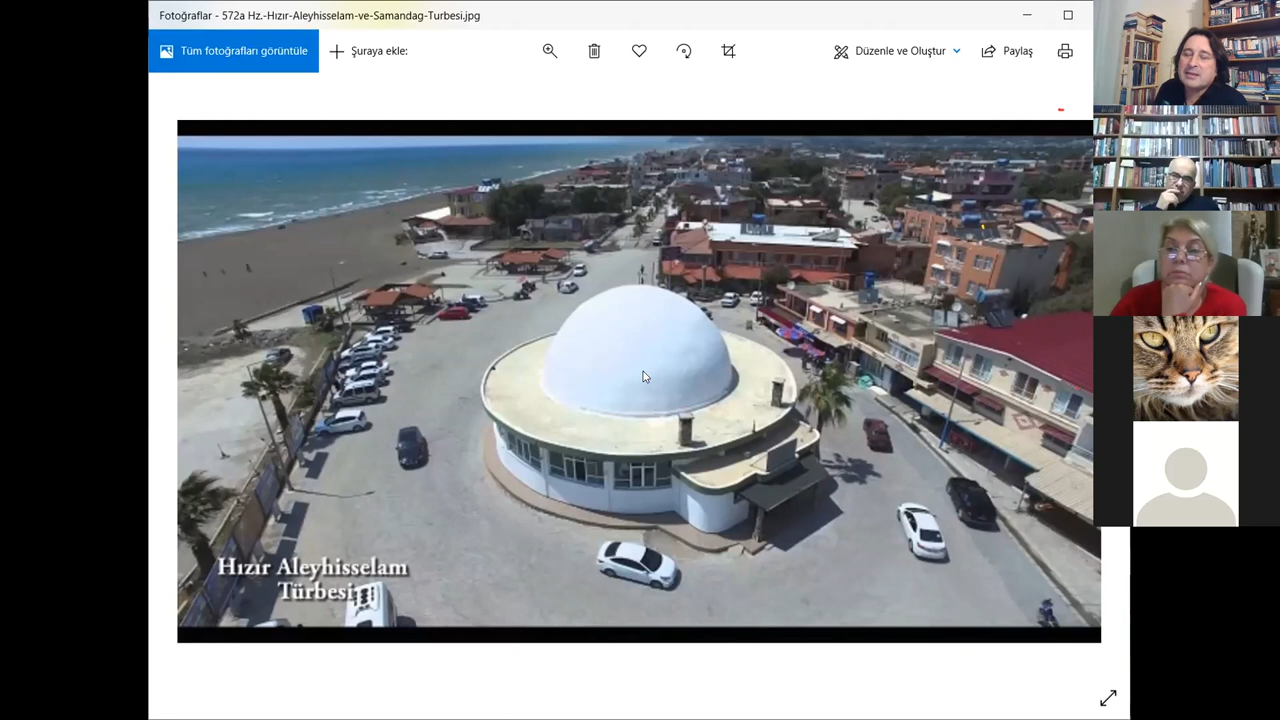 Fotoğraflar - 572a Hz.-Hızır-Aleyhisselam-ve-Samandag-Turbesi.jpg
Tüm fotoğrafları görüntüle
Şuraya ekle:
Düzenle ve Oluştur
Paylaş
Hızır Aleyhisselam
Türbesi